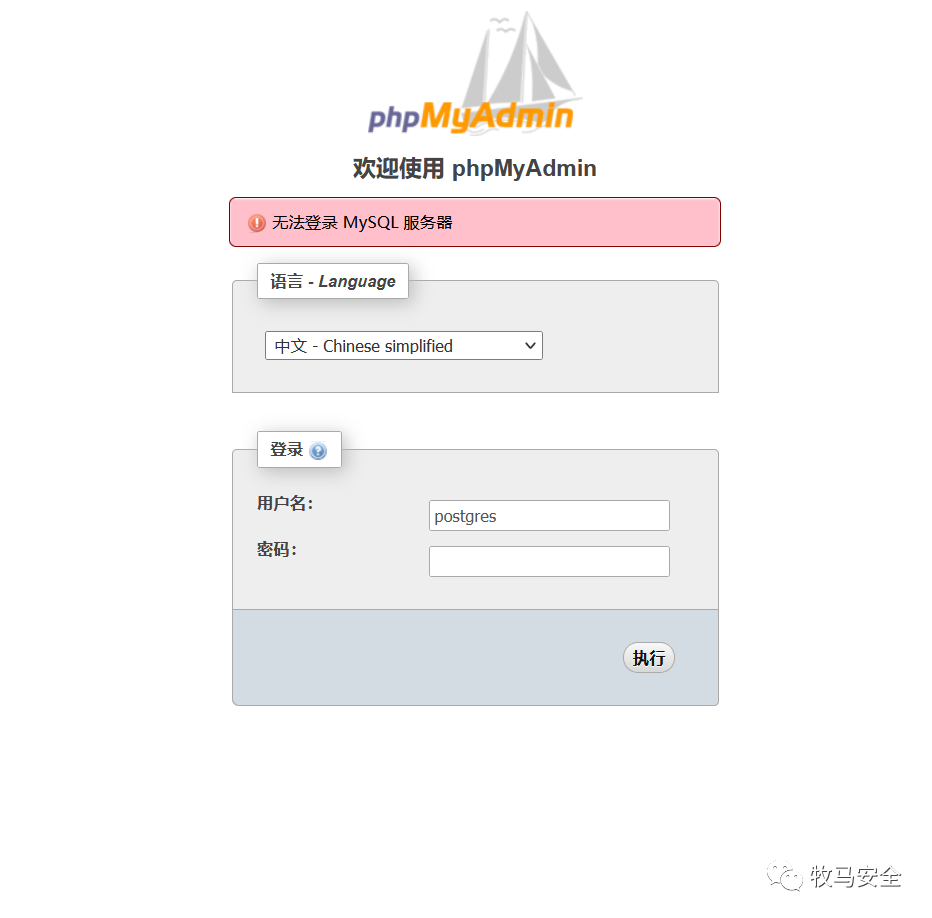 phpMyAdmin
欢迎使用 phpMyAdmin
无法登录 MySQL 服务器
语言 - Language
中文 - Chinese simplified
登录
用户名：
postgres
密码：
执行
牧马安全